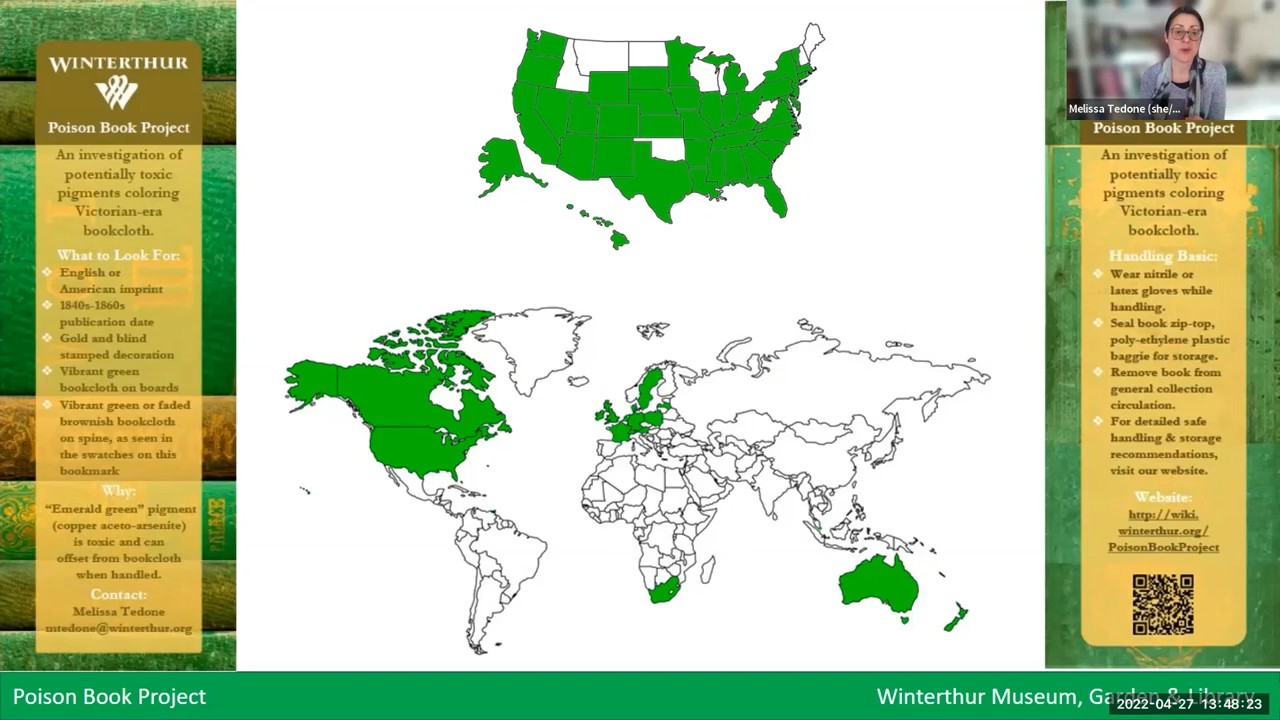 WINTERTHUR
Poison Book Project
An investigation of
potentially toxic
pigments coloring
Victorian-era
bookcloth.
What to Look For:
❖ English or
American imprint
❖ 1840s-1860s
publication date
❖ Gold and blind
stamped decoration
❖ Vibrant green
bookcloth on boards
❖ Vibrant green or faded
brownish bookcloth
on spine, as seen in
the swatches on this
bookmark
Why:
“Emerald green” pigment
(copper aceto-arsenite)
is toxic and can
offset from bookcloth
when handled.
Contact:
Melissa Tedone
mtedone@winterthur.org
PALACE
Melissa Tedone (she/...
Poison Book Project
An investigation of
potentially toxic
pigments coloring
Victorian-era
bookcloth.
Handling Basic:
❖ Wear nitrile or
latex gloves while
handling.
❖ Seal book zip-top,
poly-ethylene plastic
baggie for storage.
❖ Remove book from
general collection
circulation.
❖ For detailed safe
handling & storage
recommendations,
visit our website.
Website:
http://wiki.
winterthur.org/
PoisonBookProject
Poison Book Project
Winterthur Museum, Garden & Library
2022-04-27 13:48:23